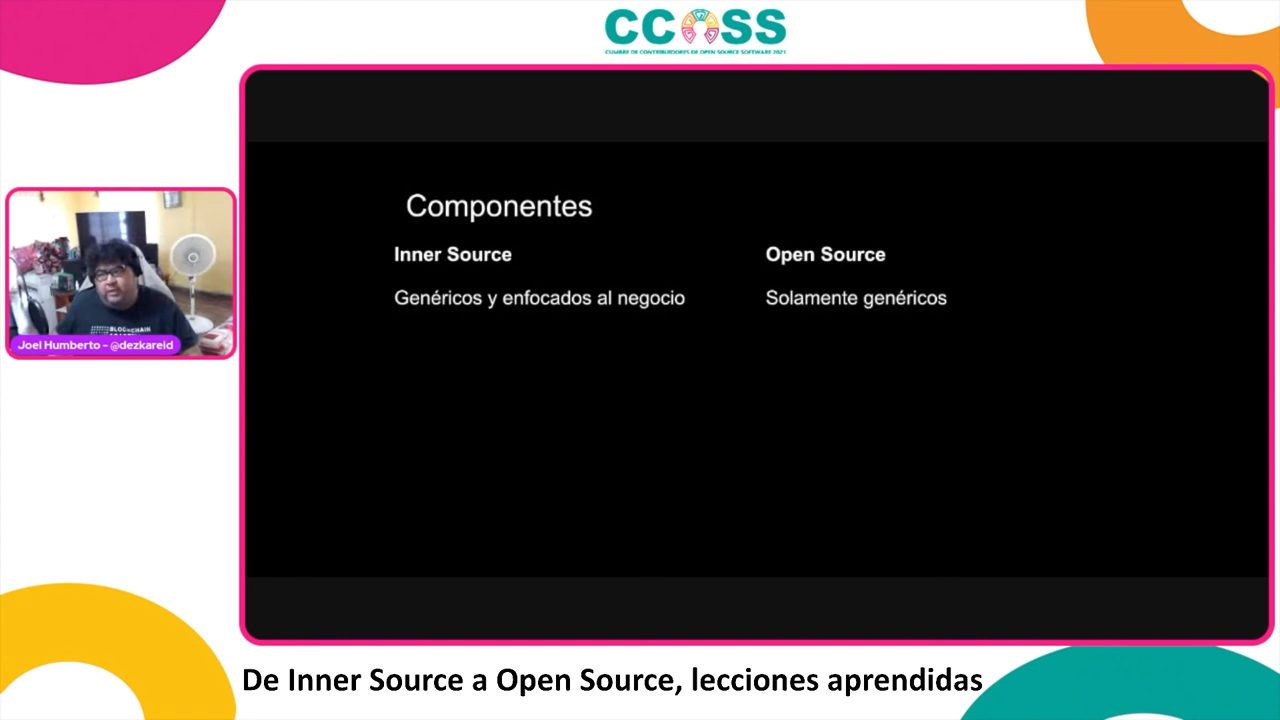 CCOSS
CUMBRE DE CONTRIBUIDORES DE OPEN SOURCE SOFTWARE 2021
Componentes
Inner Source
Open Source
Genéricos y enfocados al negocio
Solamente genéricos
BLOCKCHAIN
Joel Humberto - @dezkareid
De Inner Source a Open Source, lecciones aprendidas